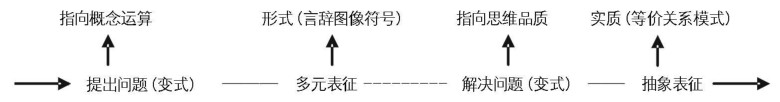 指向概念运算 形式(言辞图像符号) 指向思维品质 实质(等价关系模式)
提出问题(变式) 多元表征 解决问题(变式) 抽象表征